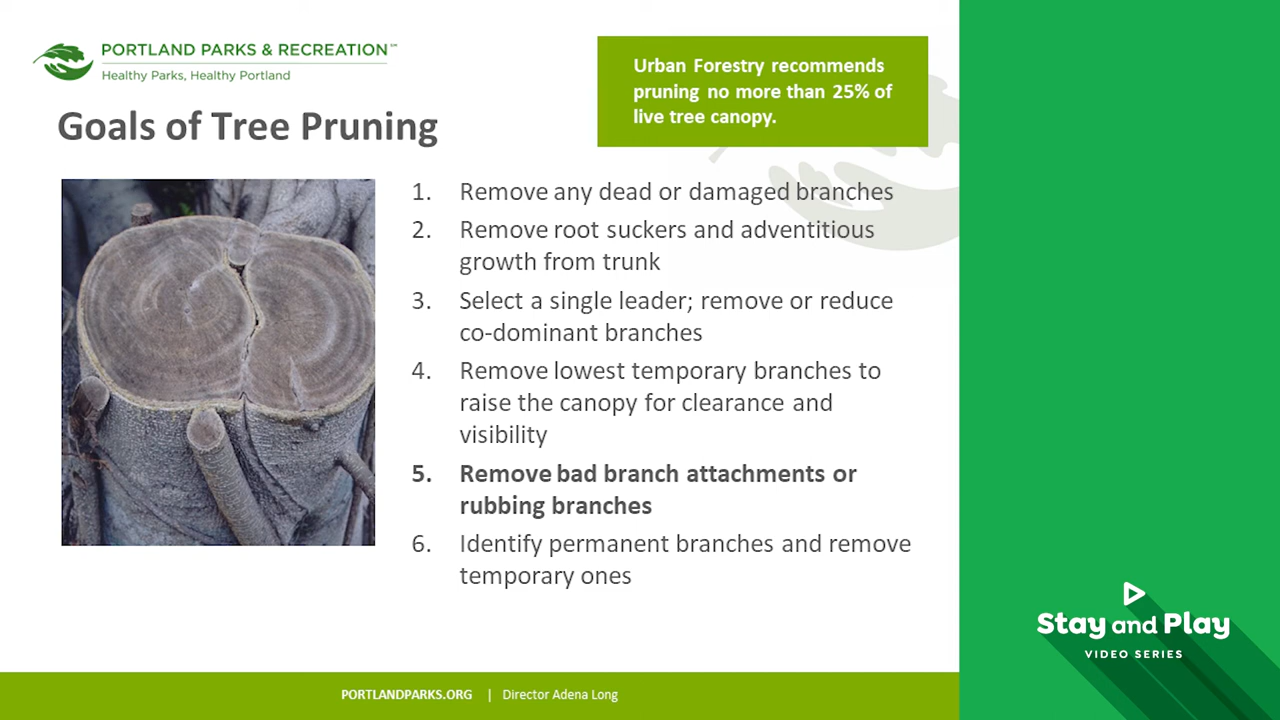 PORTLAND PARKS & RECREATION℠
Healthy Parks, Healthy Portland
Urban Forestry recommends
pruning no more than 25% of
live tree canopy.
Goals of Tree Pruning
1. Remove any dead or damaged branches
2. Remove root suckers and adventitious
growth from trunk
3. Select a single leader; remove or reduce
co-dominant branches
4. Remove lowest temporary branches to
raise the canopy for clearance and
visibility
5. Remove bad branch attachments or
rubbing branches
6. Identify permanent branches and remove
temporary ones
Stay and Play
VIDEO SERIES
PORTLANDPARKS.ORG | Director Adena Long